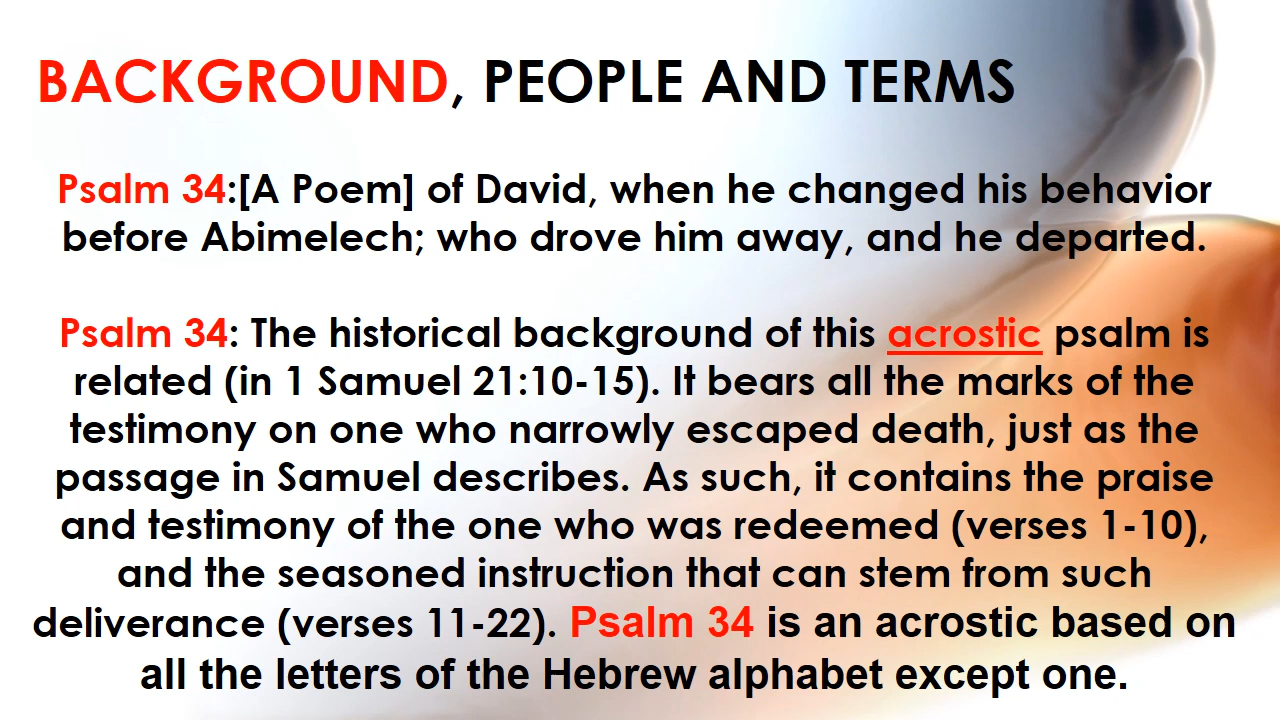 BACKGROUND, PEOPLE AND TERMS
Psalm 34:[A Poem] of David, when he changed his behavior
before Abimelech; who drove him away, and he departed.
Psalm 34: The historical background of this acrostic psalm is
related (in 1 Samuel 21:10-15). It bears all the marks of the
testimony on one who narrowly escaped death, just as the
passage in Samuel describes. As such, it contains the praise
and testimony of the one who was redeemed (verses 1-10),
and the seasoned instruction that can stem from such
deliverance (verses 11-22). Psalm 34 is an acrostic based on
all the letters of the Hebrew alphabet except one.